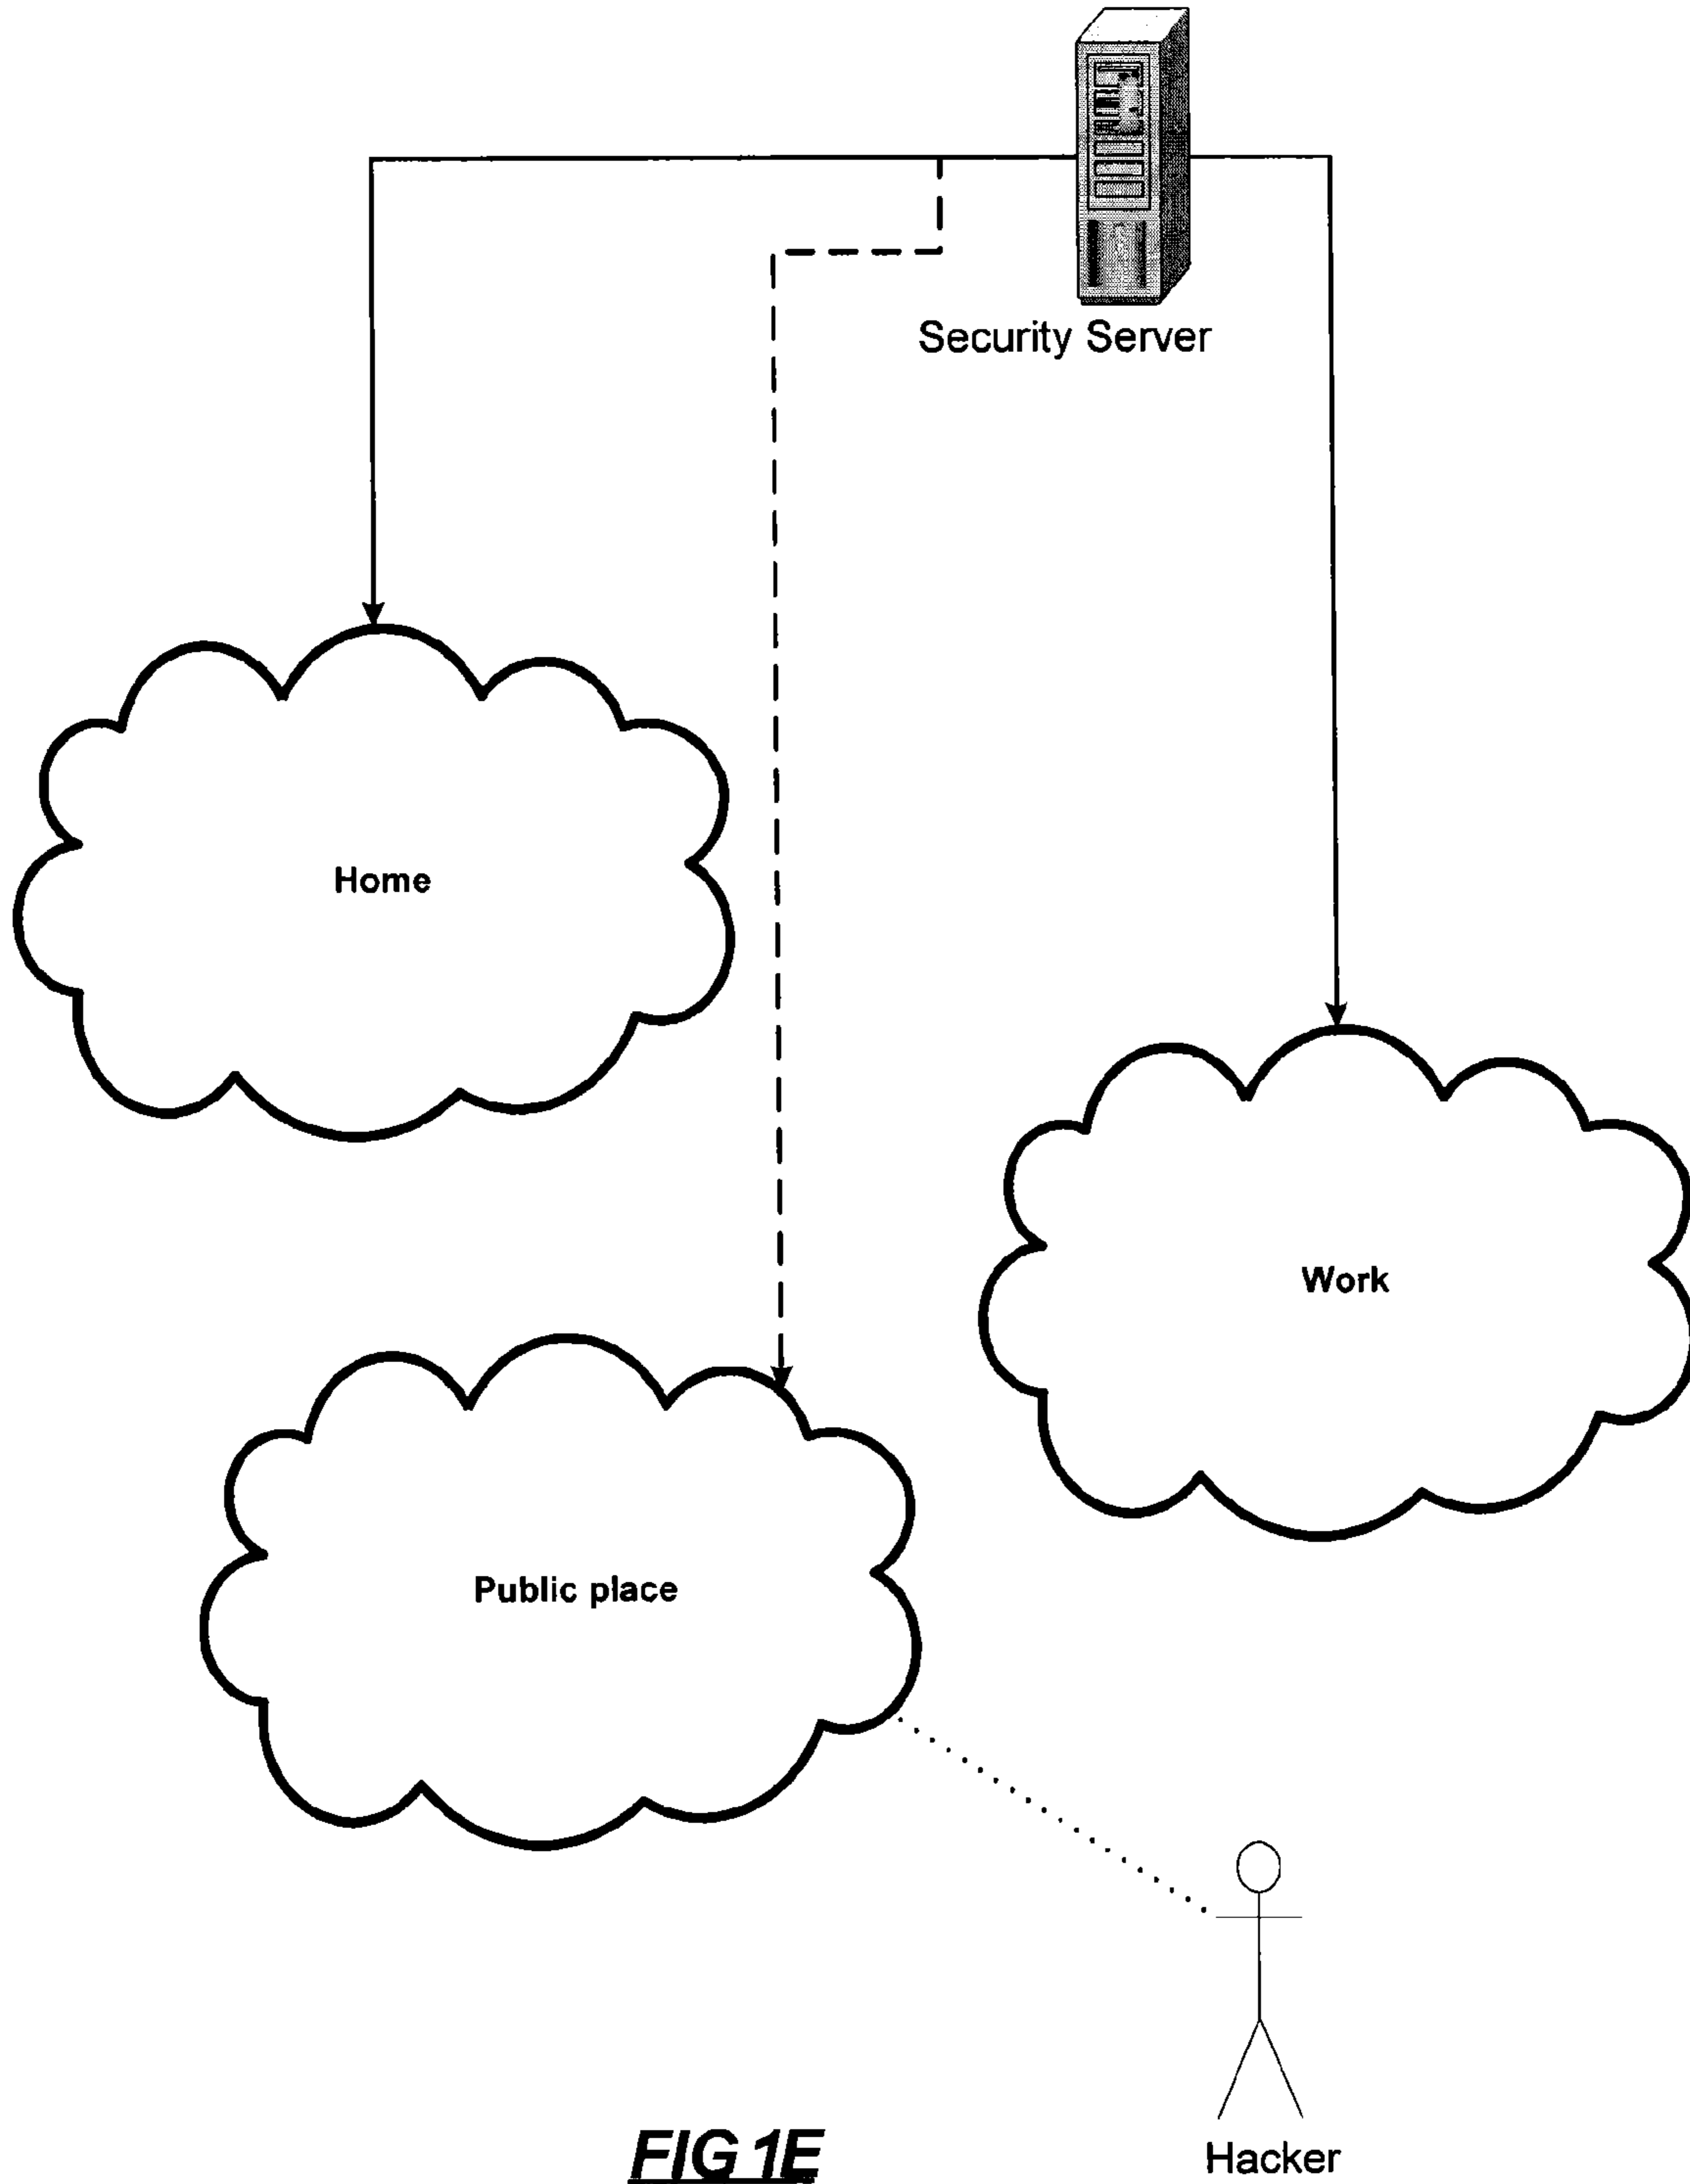 Security Server
Home
Work
Public place
Hacker
FIG 1E